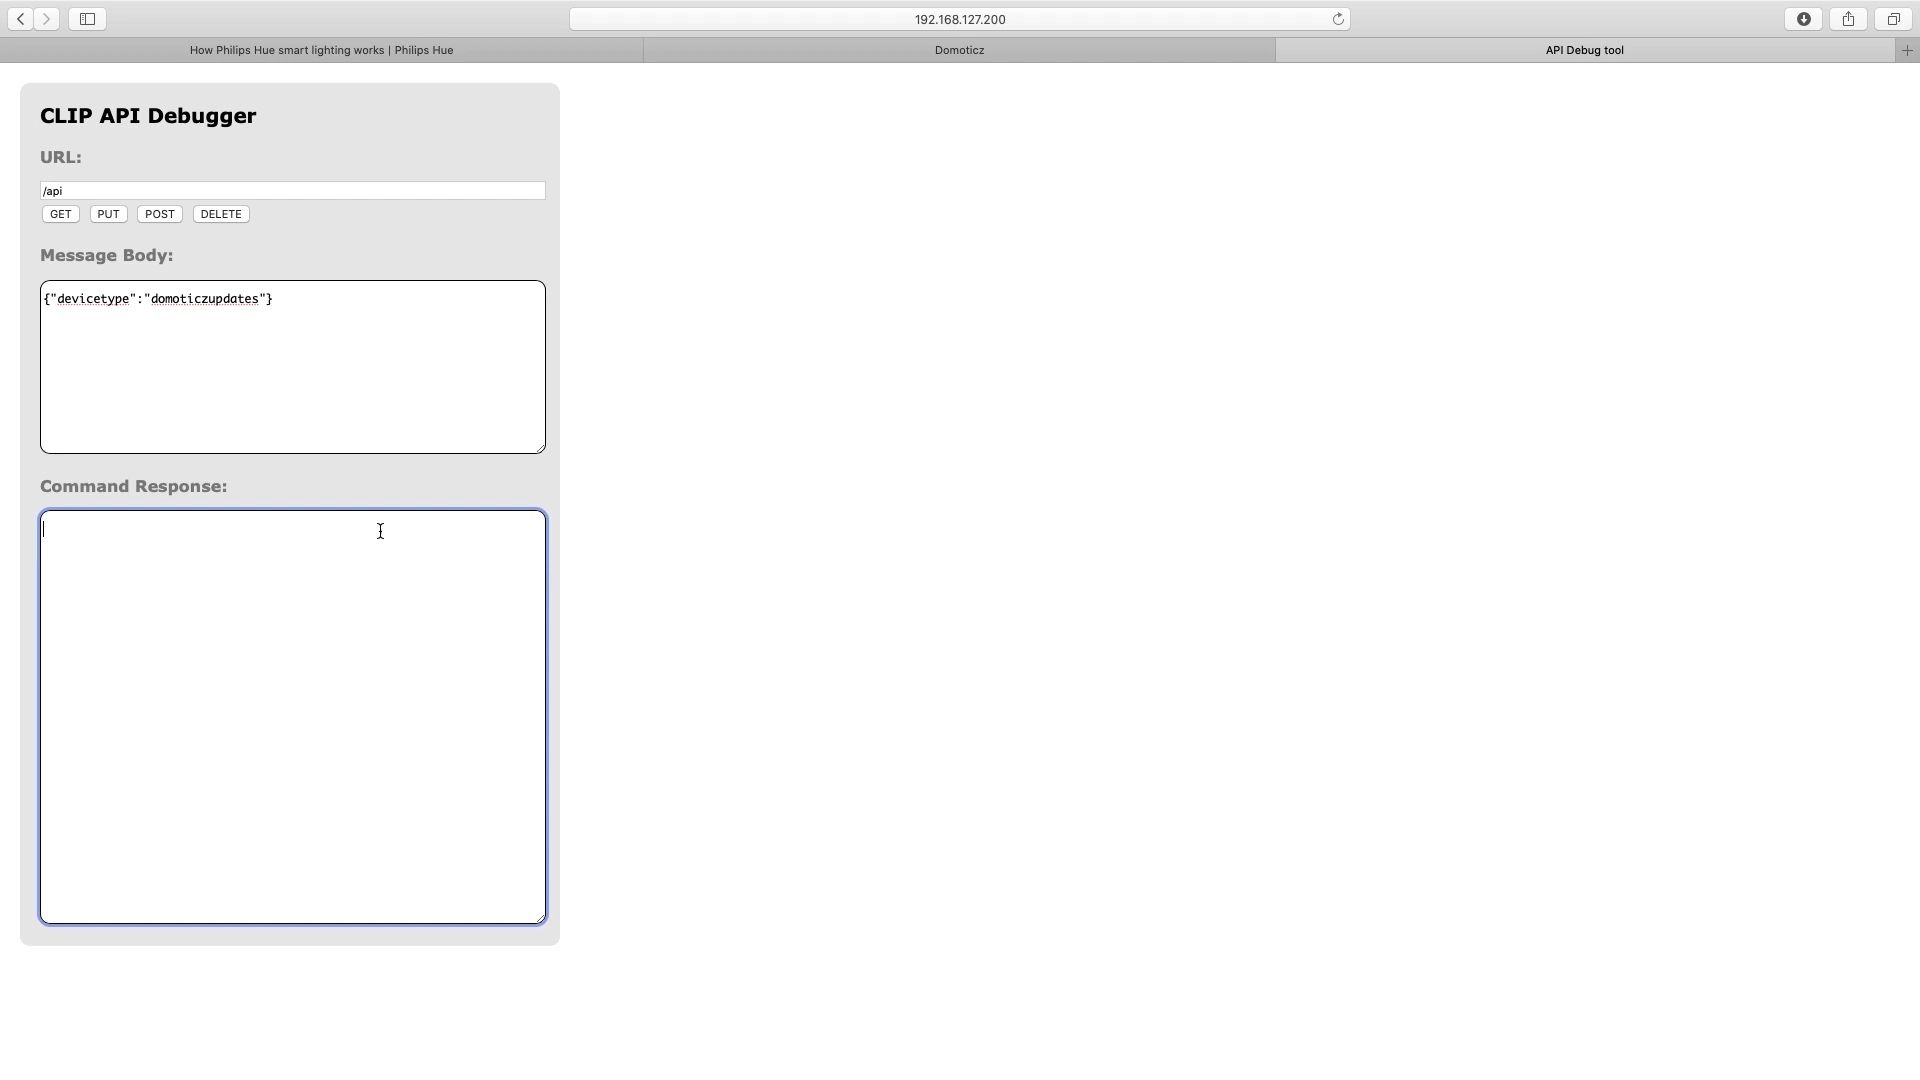 192.168.127.200
How Philips Hue smart lighting works | Philips Hue
Domoticz
API Debug tool
CLIP API Debugger
URL:
/api
GET PUT POST DELETE
Message Body:
{"devicetype":"domoticzupdates"}
Command Response: